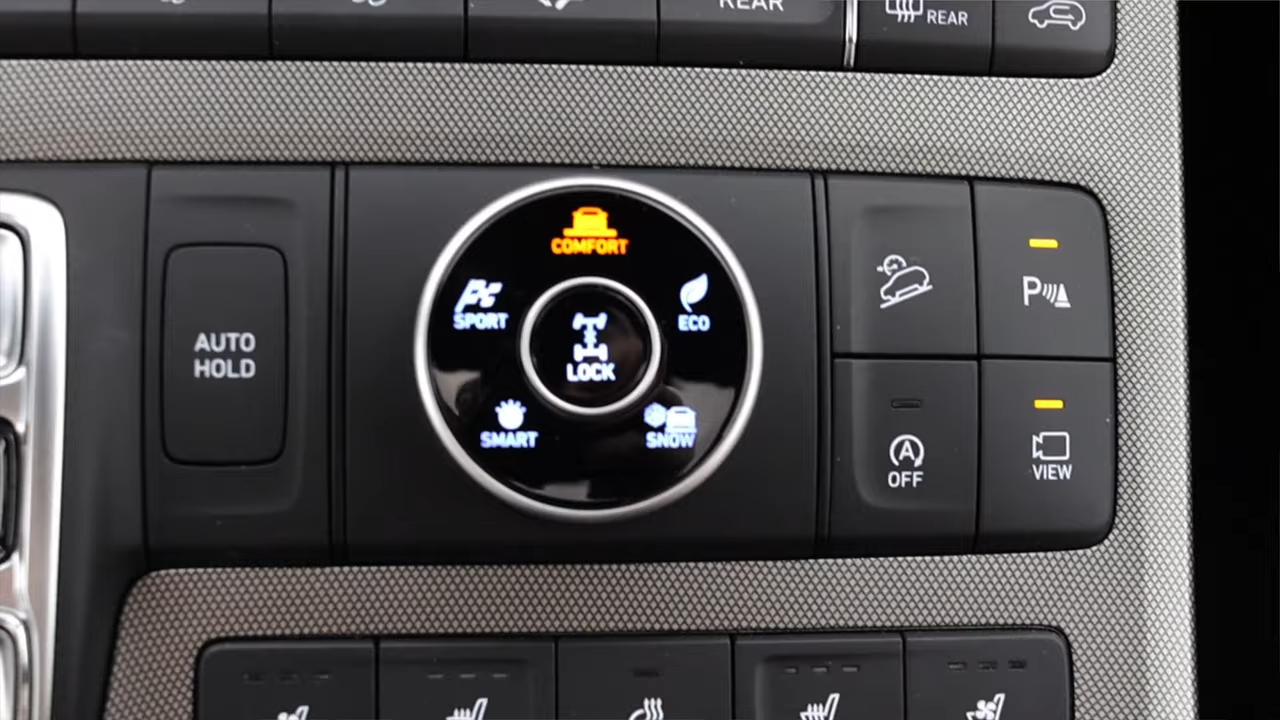 REAR
REAR
COMFORT
SPORT
ECO
LOCK
SMART
SNOW
AUTO
HOLD
P
A
OFF
VIEW